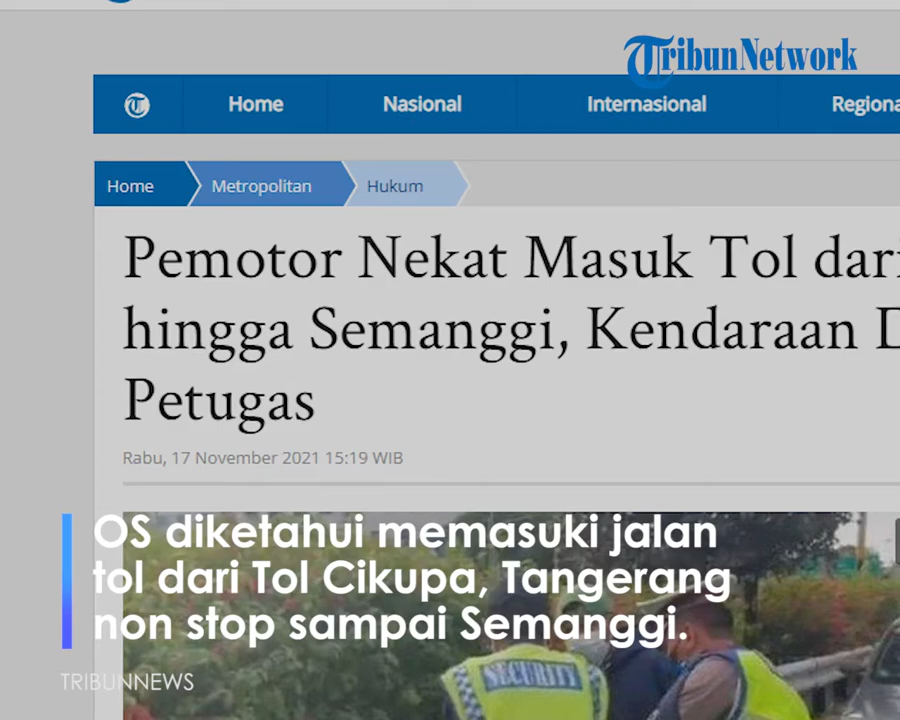 TribunNetwork
Home Nasional Internasional Regiona
Home Metropolitan Hukum
Pemotor Nekat Masuk Tol dari
hingga Semanggi, Kendaraan D
Petugas
Rabu, 17 November 2021 15:19 WIB
OS diketahui memasuki jalan
tol dari Tol Cikupa, Tangerang
non stop sampai Semanggi.
SECURITY
TRIBUNNEWS